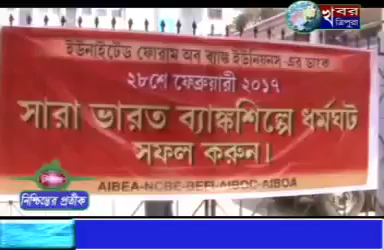 খবর
ত্রিপুরা
ইউনাইটেড ফোরাম অব ব্যাঙ্ক ইউনিয়নস্-এর ডাকে
২৮শে ফেব্রুয়ারী ২০১৭
সারা ভারত ব্যাঙ্কশিল্পে ধর্মঘট
সফল করুন।
AIBEA-NCBE-BEFI-AIBOC-AIBOA
নিশ্চিন্তের প্রতীক